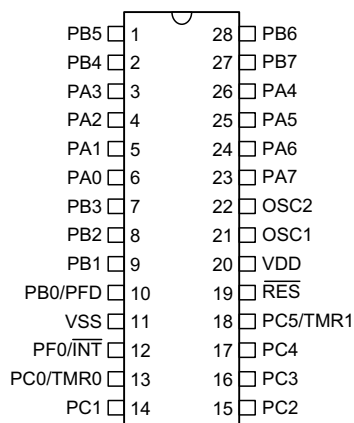 PB5 1 28 PB6
PB4 2 27 PB7
PA3 3 26 PA4
PA2 4 25 PA5
PA1 5 24 PA6
PA0 6 23 PA7
PB3 7 22 OSC2
PB2 8 21 OSC1
PB1 9 20 VDD
PB0/PFD 10 19 R̅E̅S̅
VSS 11 18 PC5/TMR1
PF0/I̅N̅T̅ 12 17 PC4
PC0/TMR0 13 16 PC3
PC1 14 15 PC2